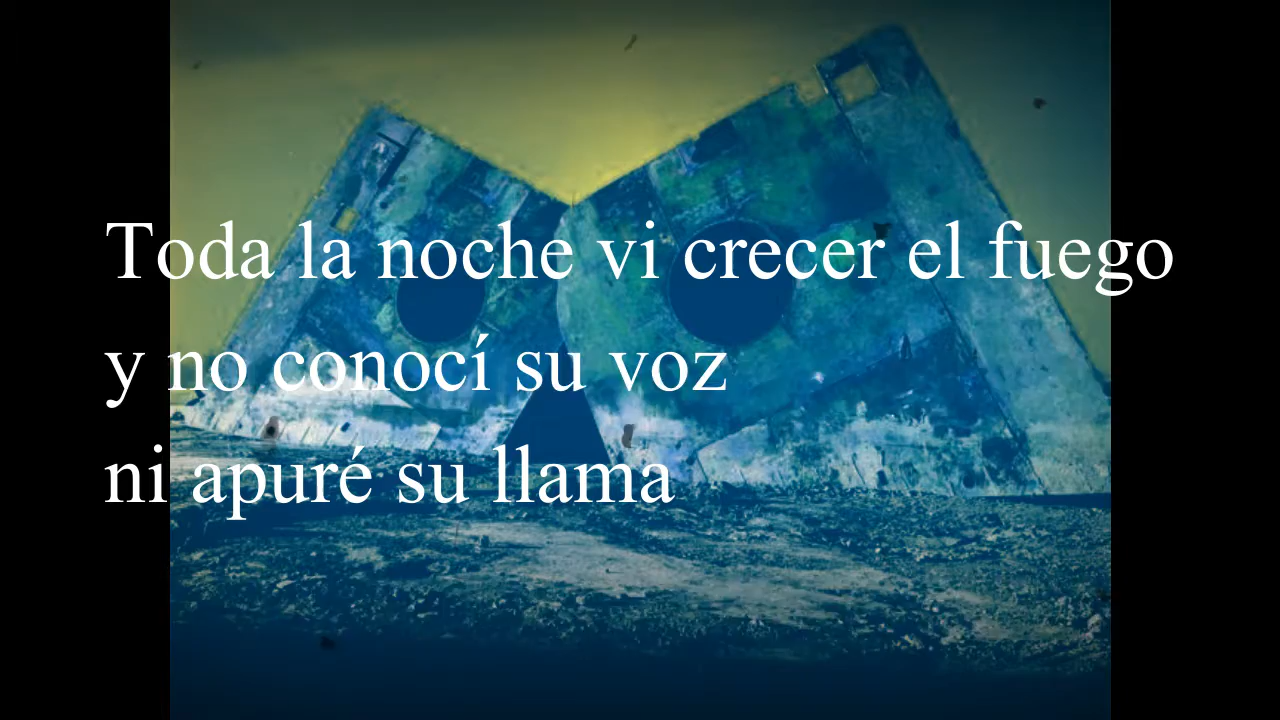 Toda la noche vi crecer el fuego
y no conocí su voz
ni apuré su llama